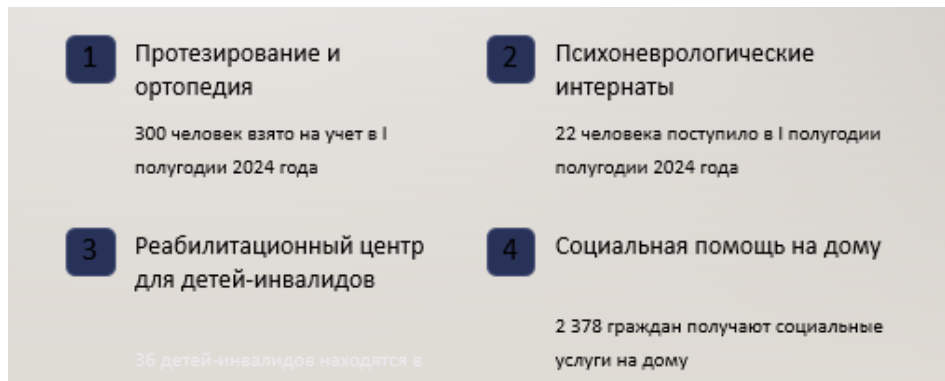 1
Протезирование и
ортопедия
300 человек взято на учет в I
полугодии 2024 года
2
Психоневрологические
интернаты
22 человека поступило в I полугодии
полугодии 2024 года
3
Реабилитационный центр
для детей-инвалидов
36 детей-инвалидов находятся в
4
Социальная помощь на дому
2 378 граждан получают социальные
услуги на дому